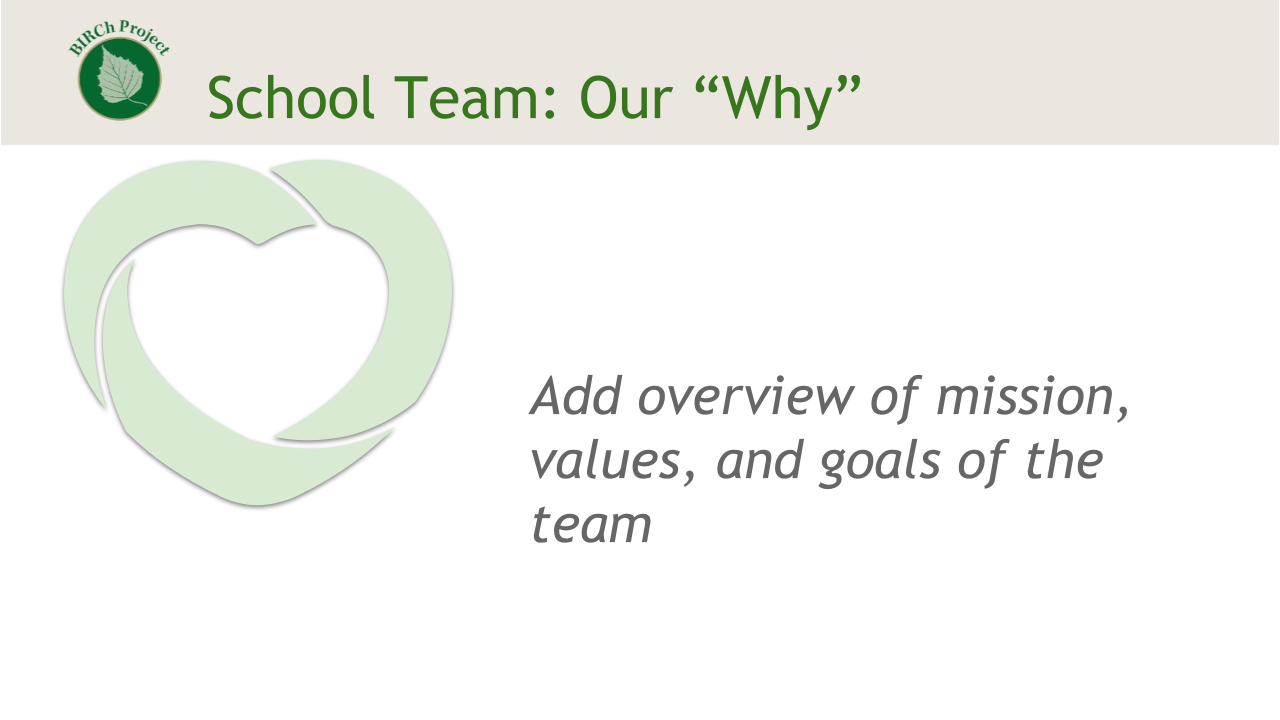 BIRCh Project
School Team: Our “Why”
Add overview of mission,
values, and goals of the
team